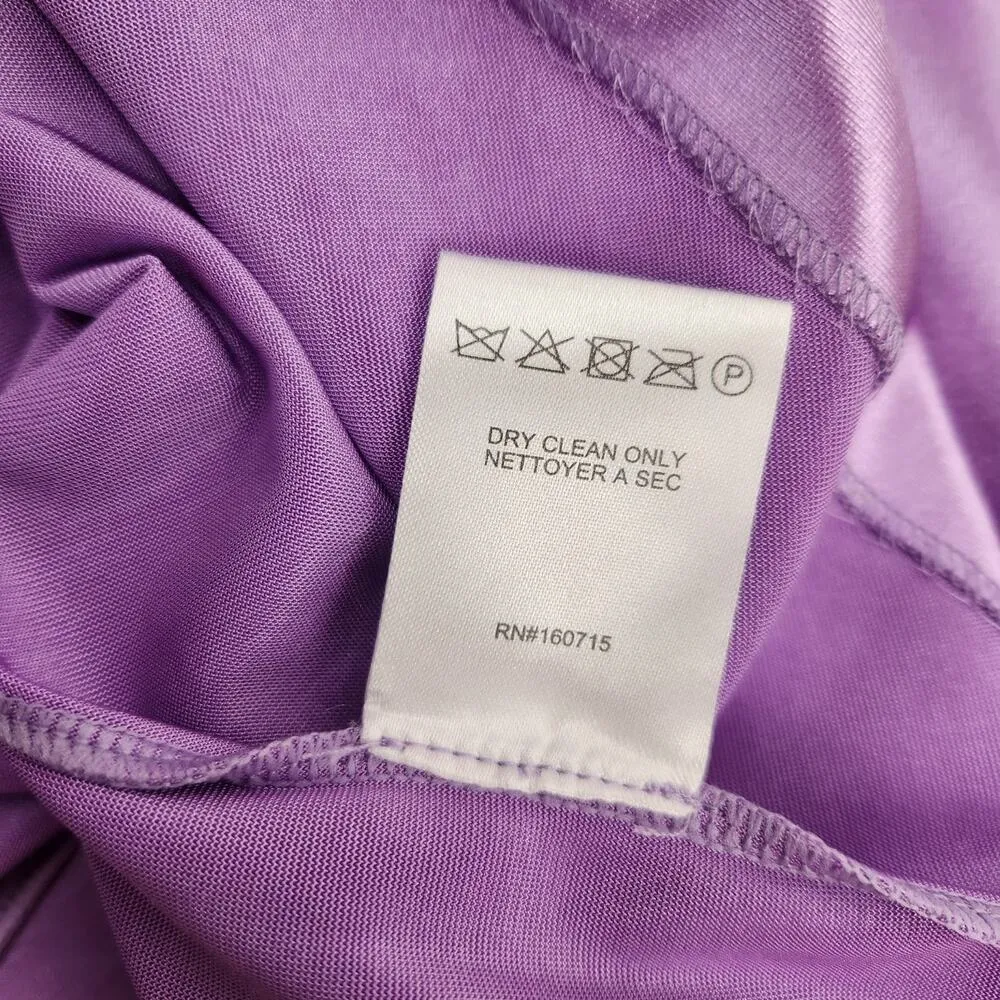 P
DRY CLEAN ONLY
NETTOYER A SEC
RN#160715